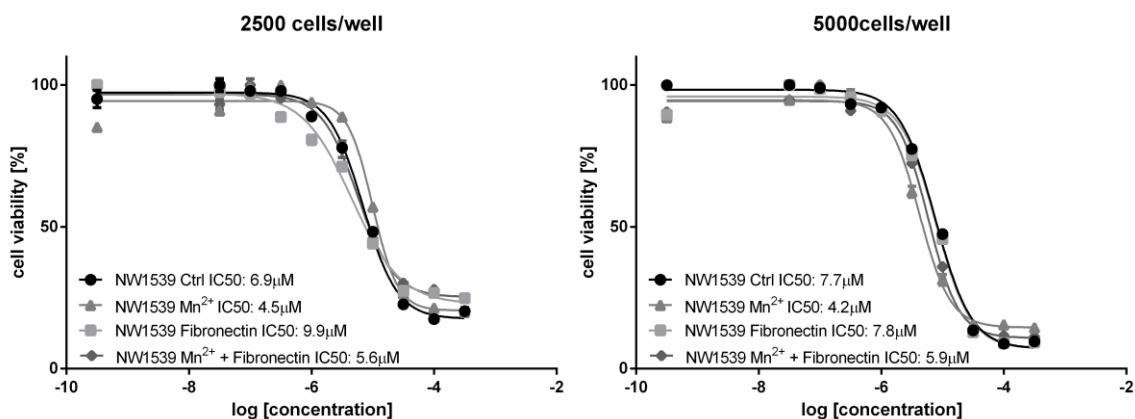 2500 cells/well
100
50
0
cell viability [%]
NW1539 Ctrl IC50: 6.9μM
NW1539 Mn²⁺ IC50: 4.5μM
NW1539 Fibronectin IC50: 9.9μM
NW1539 Mn²⁺ + Fibronectin IC50: 5.6μM
-10 -8 -6 -4 -2
log [concentration]
5000cells/well
100
50
0
cell viability [%]
NW1539 Ctrl IC50: 7.7μM
NW1539 Mn²⁺ IC50: 4.2μM
NW1539 Fibronectin IC50: 7.8μM
NW1539 Mn²⁺ + Fibronectin IC50: 5.9μM
-10 -8 -6 -4 -2
log [concentration]